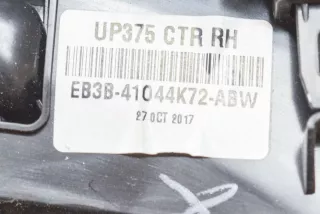 UP375 CTR RH
EB3B-41044K72-ABW
27 OCT 2017